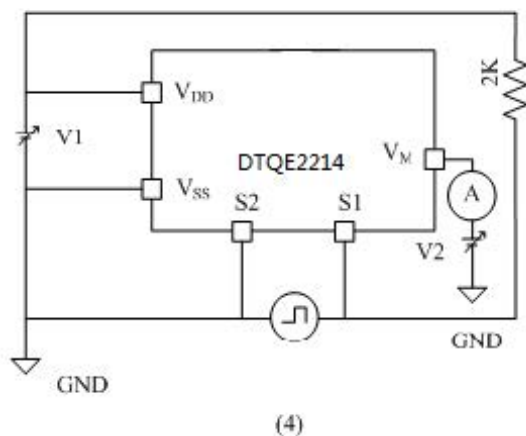 2K
V_DD
V1
DTQE2214
V_M
A
V_SS
S2
S1
V2
GND
GND
(4)